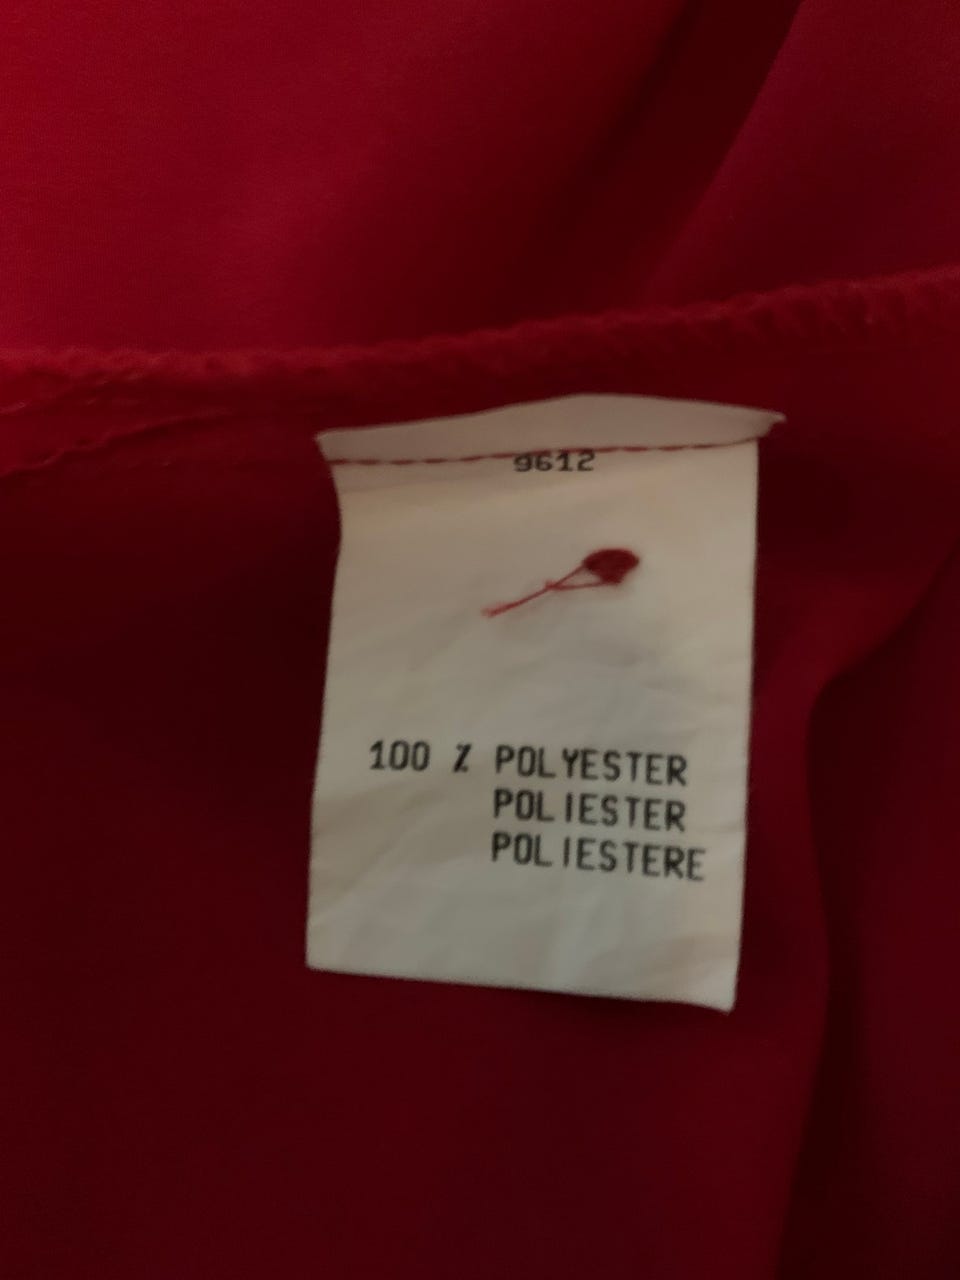 9612
100 % POLYESTER
POLIESTER
POLIESTERE